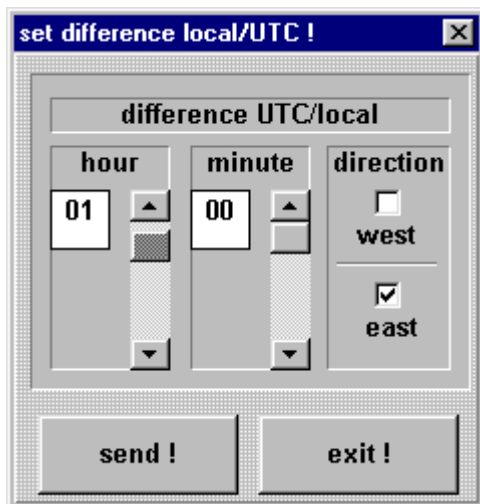 set difference local/UTC !
difference UTC/local
hour minute direction
01 00
west
east
send ! exit !